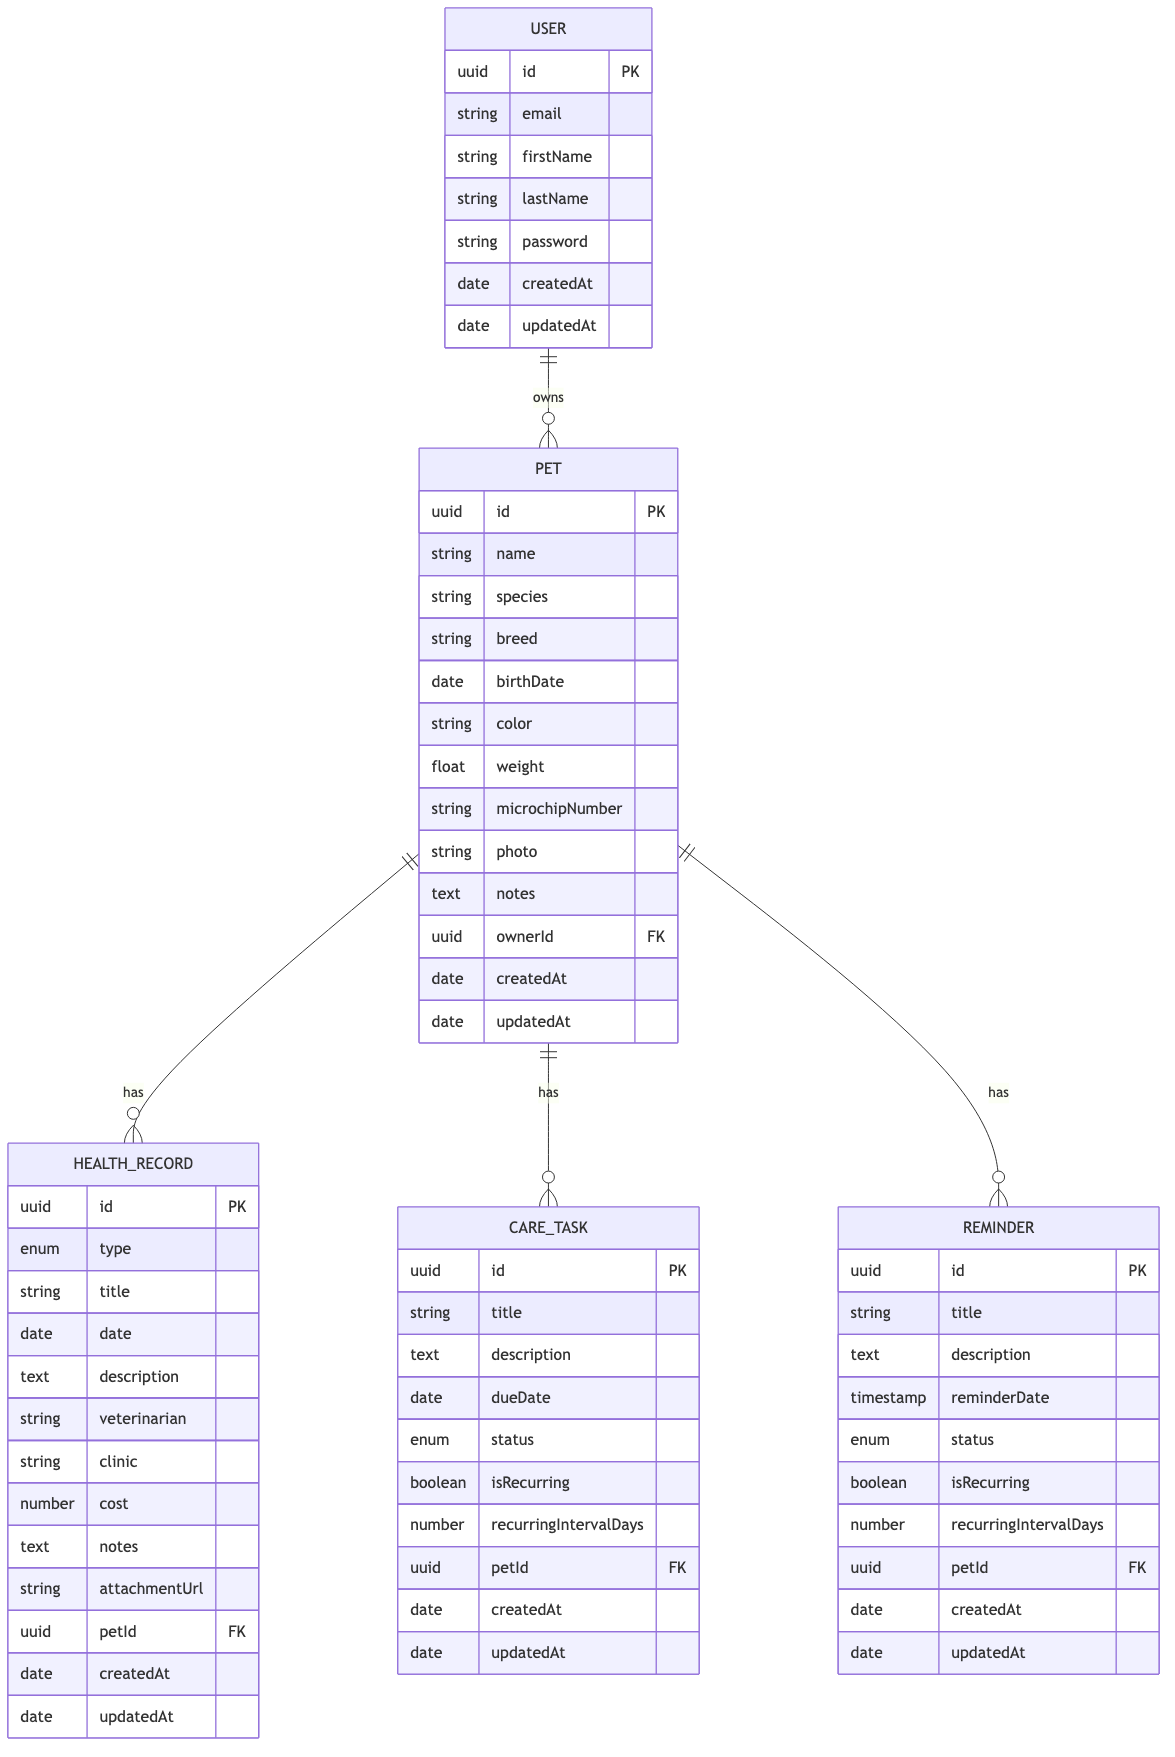 USER
uuid id PK
string email
string firstName
string lastName
string password
date createdAt
date updatedAt
owns
PET
uuid id PK
string name
string species
string breed
date birthDate
string color
float weight
string microchipNumber
string photo
text notes
uuid ownerId FK
date createdAt
date updatedAt
has
has
has
HEALTH_RECORD
uuid id PK
enum type
string title
date date
text description
string veterinarian
string clinic
number cost
text notes
string attachmentUrl
uuid petId FK
date createdAt
date updatedAt
CARE_TASK
uuid id PK
string title
text description
date dueDate
enum status
boolean isRecurring
number recurringIntervalDays
uuid petId FK
date createdAt
date updatedAt
REMINDER
uuid id PK
string title
text description
timestamp reminderDate
enum status
boolean isRecurring
number recurringIntervalDays
uuid petId FK
date createdAt
date updatedAt